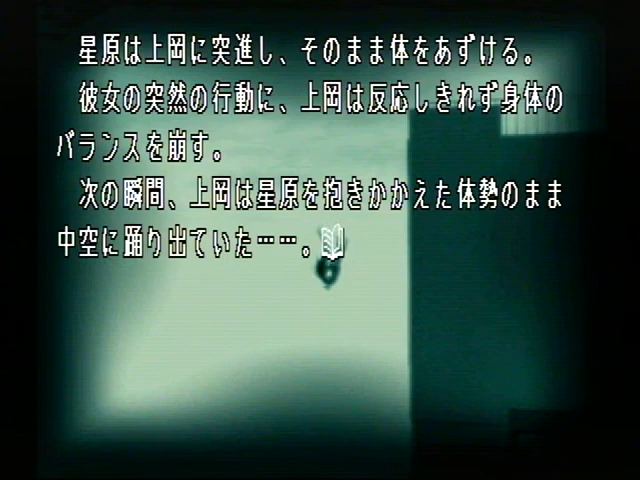 星原は上岡に突進し、そのまま体をあずける。
彼女の突然の行動に、上岡は反応しきれず身体の
バランスを崩す。
次の瞬間、上岡は星原を抱きかかえた体勢のまま
中空に踊り出ていた……。